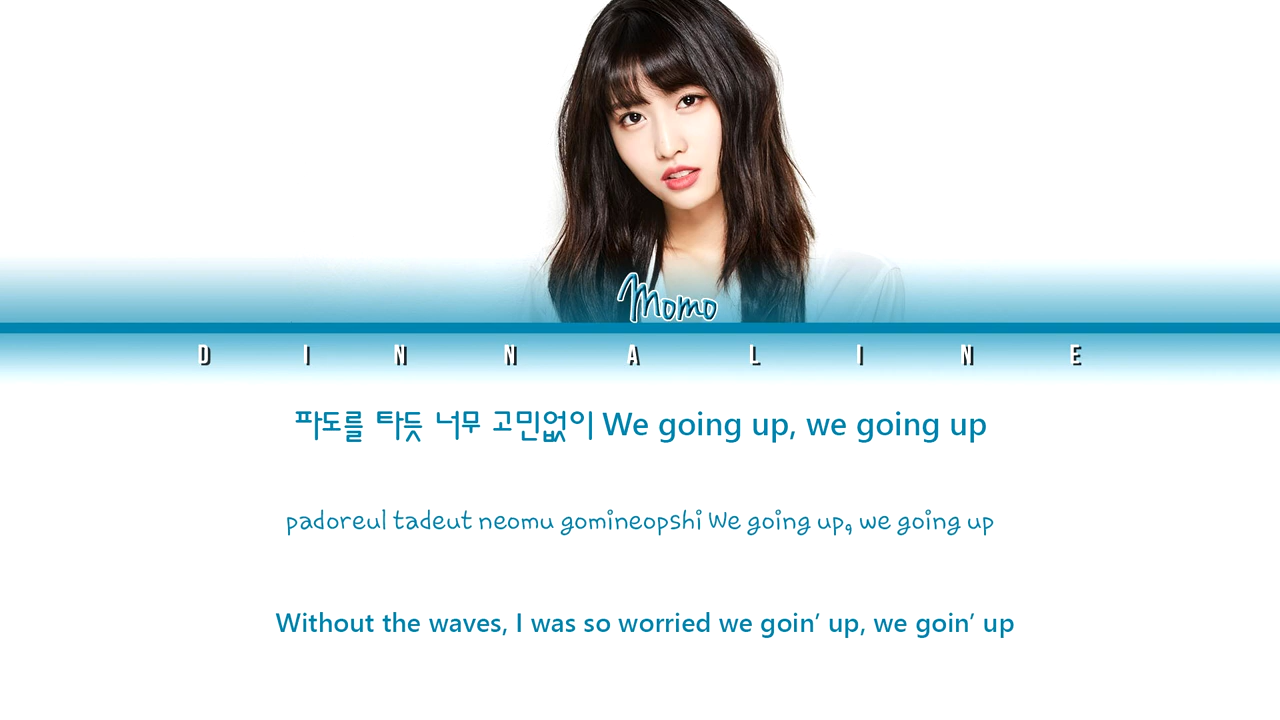 Momo
D I N N A L I N E
파도를 타듯 너무 고민없이 We going up, we going up
padoreul tadeut neomu gomineopshi We going up, we going up
Without the waves, I was so worried we goin’ up, we goin’ up